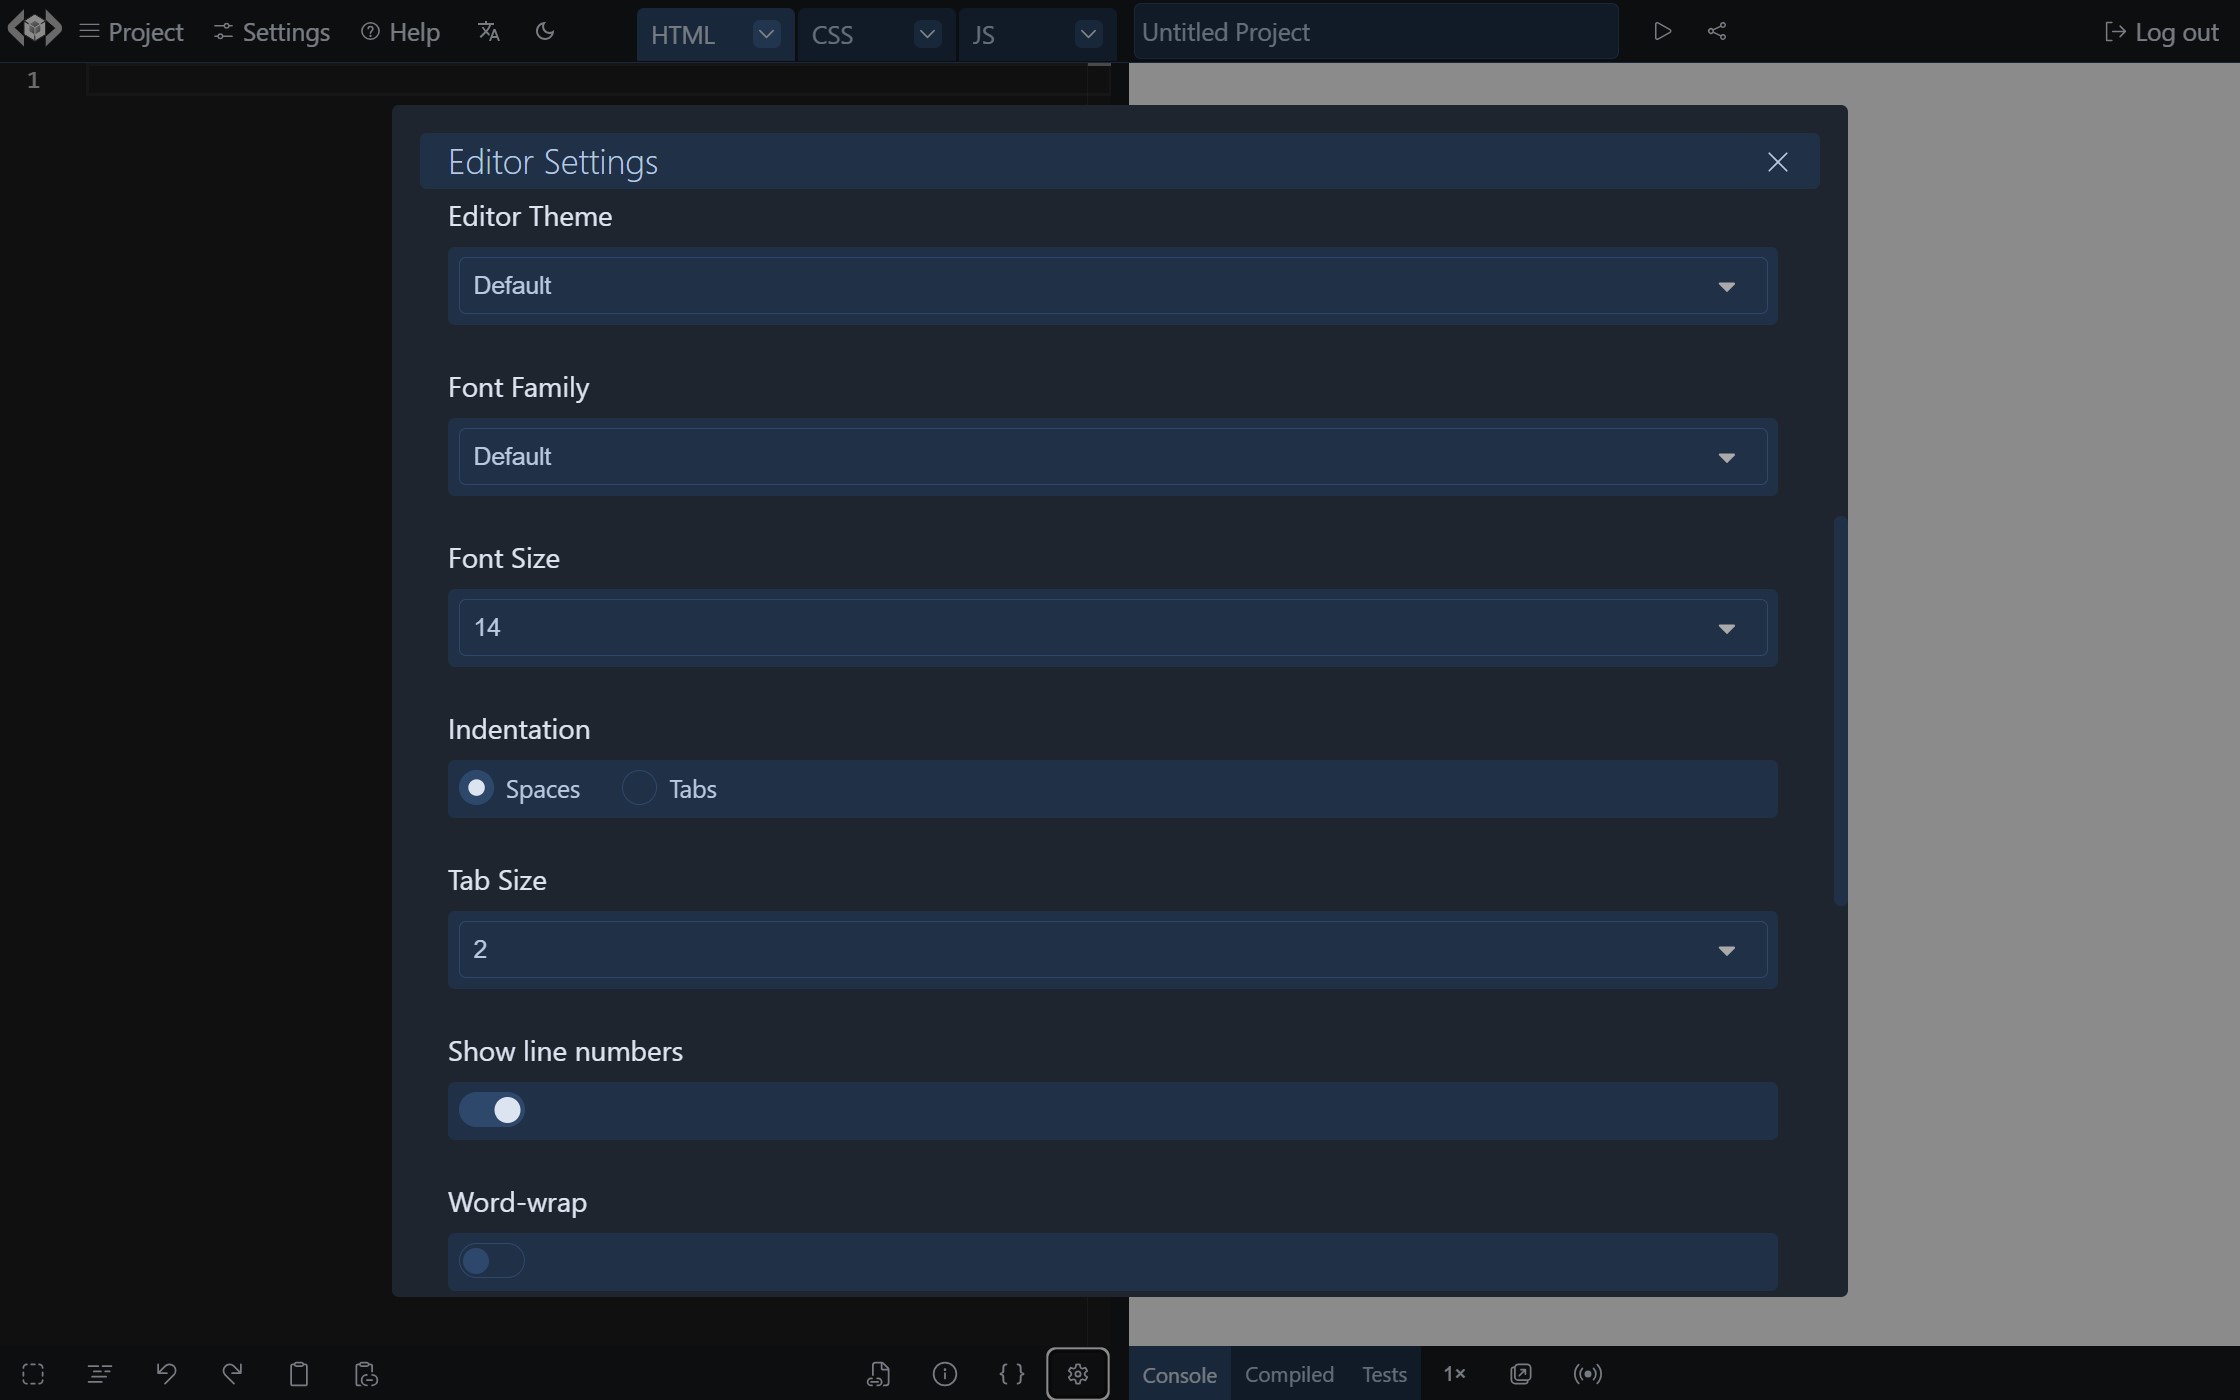 Project Settings Help HTML CSS JS Untitled Project Log out
1
Editor Settings
Editor Theme
Default
Font Family
Default
Font Size
14
Indentation
Spaces Tabs
Tab Size
2
Show line numbers
Word-wrap
Console Compiled Tests 1×